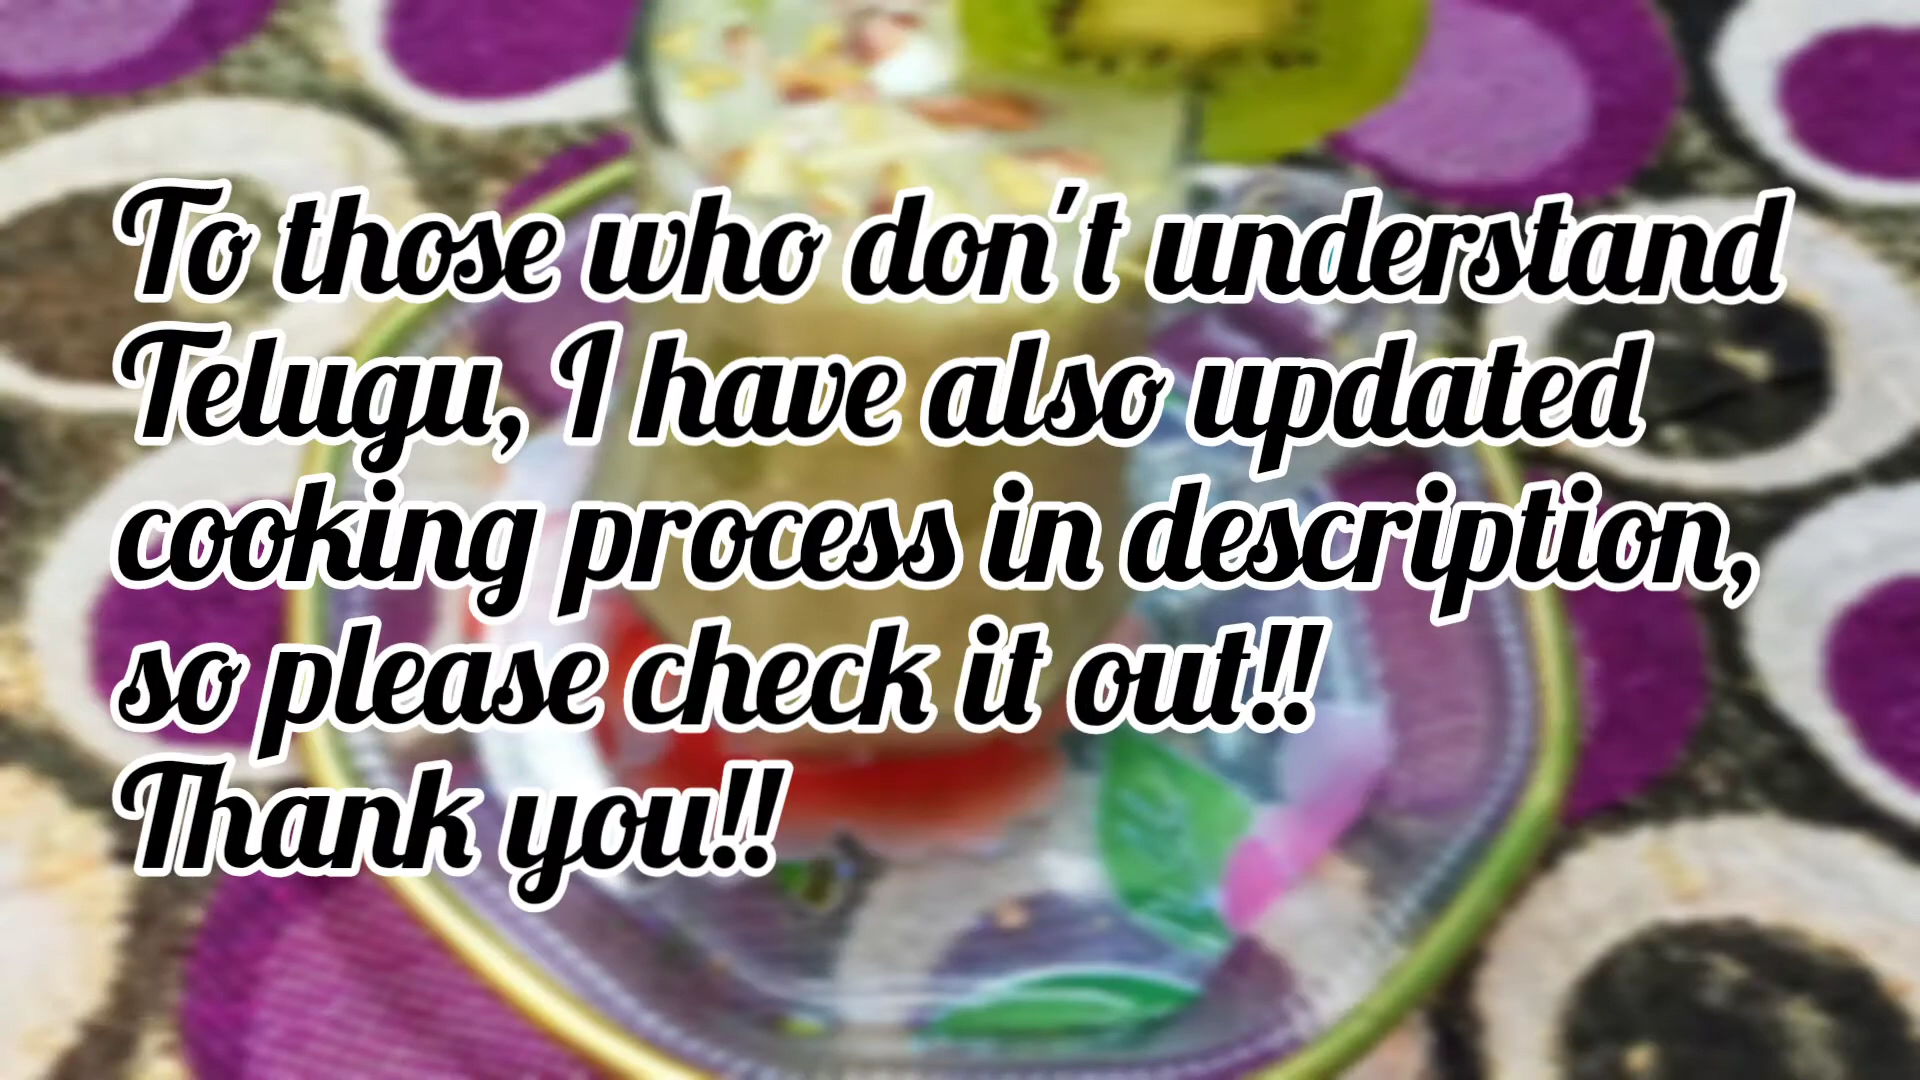 To those who don't understand
Telugu, I have also updated
cooking process in description,
so please check it out!!
Thank you!!